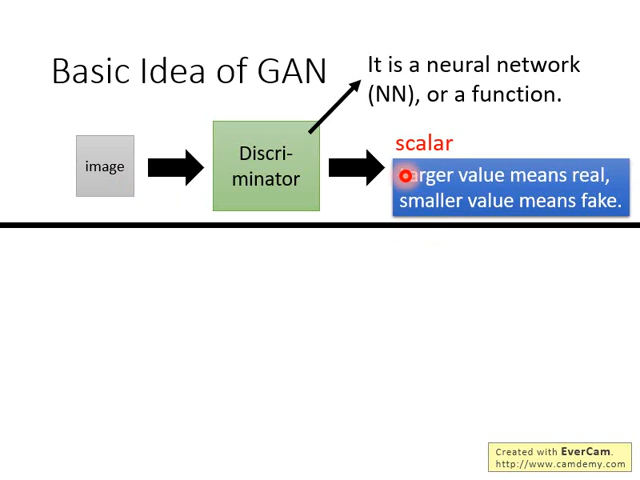 Basic Idea of GAN
It is a neural network
(NN), or a function.
image
Discri-
minator
scalar
Larger value means real,
smaller value means fake.
Created with EverCam.
http://www.camdemy.com